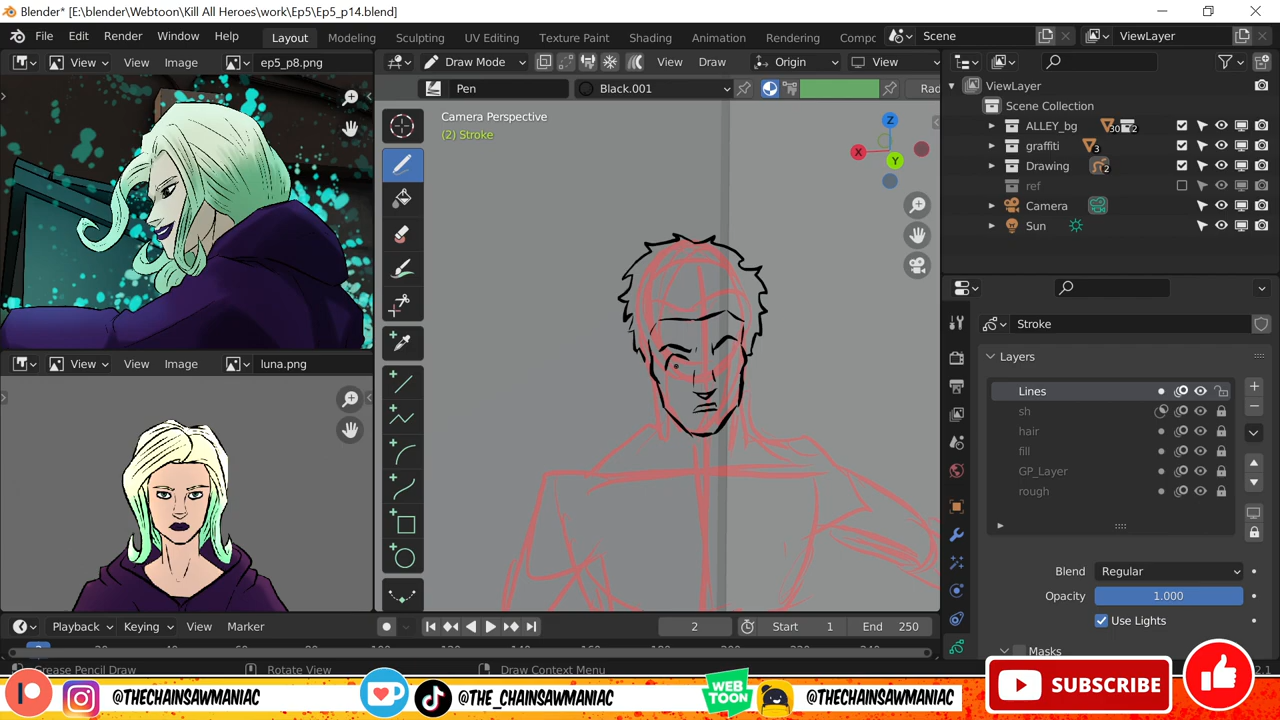 Blender* [E:\blender\Webtoon\Kill All Heroes\work\Ep5\Ep5_p14.blend]
File Edit Render Window Help Layout Modeling Sculpting UV Editing Texture Paint Shading Animation Rendering Compc Scene ViewLayer
View View Image ep5_p8.png
Draw Mode View Draw Origin View
Pen Black.001 Rad
Camera Perspective
(2) Stroke
Z
X
Y
ViewLayer
Scene Collection
ALLEY_bg 30 2
graffiti 3
Drawing 2
ref
Camera
Sun
View View Image luna.png
Stroke
Layers
Lines
sh
hair
fill
GP_Layer
rough
Blend Regular
Opacity 1.000
Use Lights
Masks
Playback Keying View Marker 2 Start 1 End 250
Grease Pencil Draw Rotate View Draw Context Menu 2.1
@THECHAINSAWMANIAC @THE_CHAINSAWMANIAC WEB TOON @THECHAINSAWMANIAC SUBSCRIBE